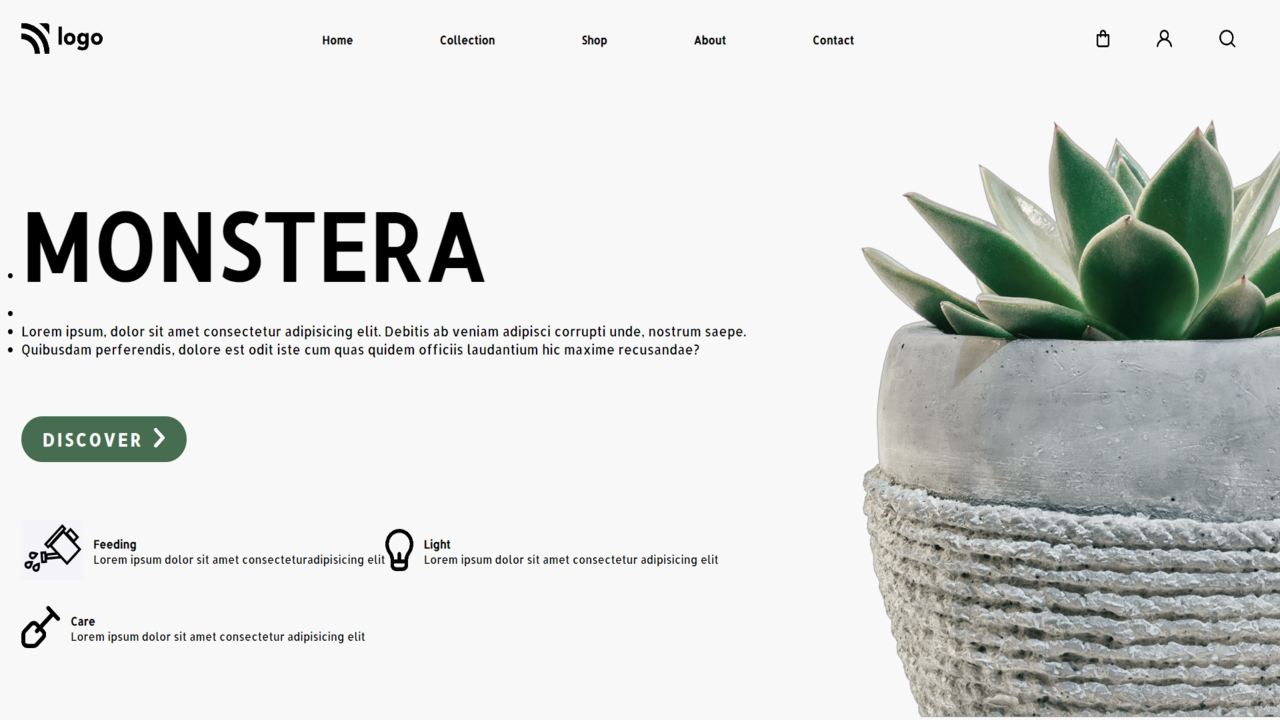 logo
Home
Collection
Shop
About
Contact
MONSTERA
Lorem ipsum, dolor sit amet consectetur adipisicing elit. Debitis ab veniam adipisci corrupti unde, nostrum saepe.
Quibusdam perferendis, dolore est odit iste cum quas quidem officiis laudantium hic maxime recusandae?
DISCOVER
Feeding
Lorem ipsum dolor sit amet consecteturadipisicing elit
Light
Lorem ipsum dolor sit amet consectetur adipisicing elit
Care
Lorem ipsum dolor sit amet consectetur adipisicing elit